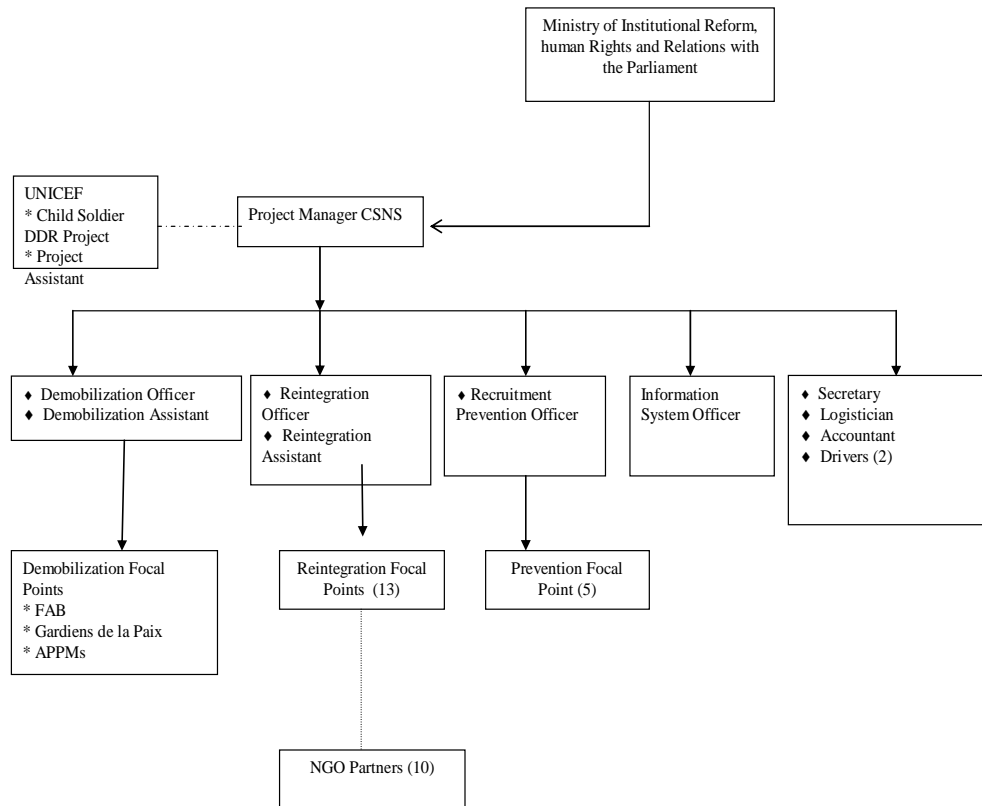 Ministry of Institutional Reform,
human Rights and Relations with
the Parliament
UNICEF
* Child Soldier
DDR Project
* Project
Assistant
Project Manager CSNS
♦ Demobilization Officer
♦ Demobilization Assistant
♦ Reintegration
Officer
♦ Reintegration
Assistant
♦ Recruitment
Prevention Officer
Information
System Officer
♦ Secretary
♦ Logistician
♦ Accountant
♦ Drivers (2)
Demobilization Focal
Points
* FAB
* Gardiens de la Paix
* APPMs
Reintegration Focal
Points (13)
Prevention Focal
Point (5)
NGO Partners (10)